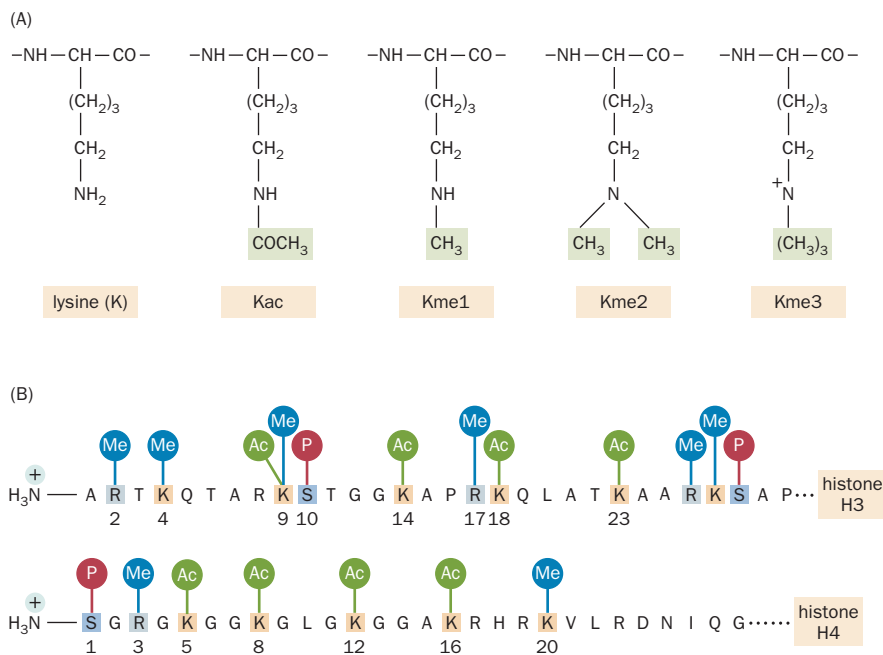 (A)
–NH—CH—CO– –NH—CH—CO– –NH—CH—CO– –NH—CH—CO– –NH—CH—CO–
(CH2)3 (CH2)3 (CH2)3 (CH2)3 (CH2)3
CH2 CH2 CH2 CH2 CH2
NH2 NH NH N +N
COCH3 CH3 CH3 CH3 (CH3)3
lysine (K) Kac Kme1 Kme2 Kme3
(B)
Me Me
Me Me Ac P Ac Ac Ac Me P
+
H3N — A R T K Q T A R K S T G G K A P R K Q L A T K A A R K S A P··· histone H3
2 4 9 10 14 17 18 23
P Me Ac Ac Ac Ac Me
+
H3N — S G R G K G G K G L G K G G A K R H R K V L R D N I Q G······ histone H4
1 3 5 8 12 16 20